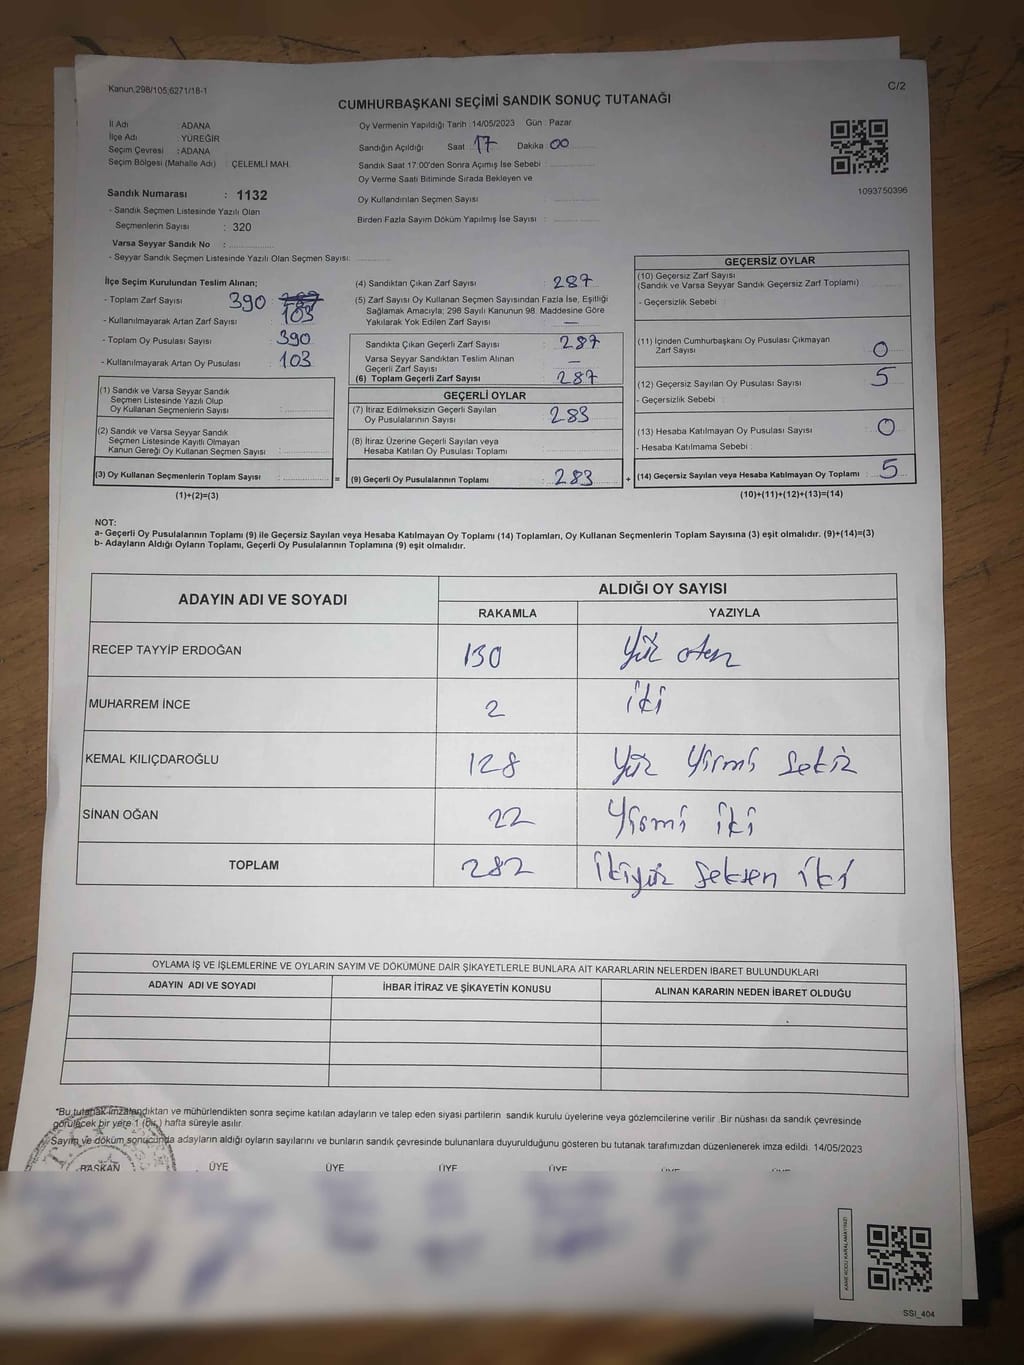 Kanun,298/105;6271/18-1
C/2
CUMHURBAŞKANI SEÇİMİ SANDIK SONUÇ TUTANAĞI
İl Adı : ADANA
İlçe Adı : YÜREĞİR
Seçim Çevresi : ADANA
Seçim Bölgesi (Mahalle Adı) : ÇELEMLİ MAH.
Sandık Numarası : 1132
- Sandık Seçmen Listesinde Yazılı Olan
Seçmenlerin Sayısı : 320
Varsa Seyyar Sandık No :
- Seyyar Sandık Seçmen Listesinde Yazılı Olan Seçmen Sayısı:
Oy Vermenin Yapıldığı Tarih : 14/05/2023 Gün : Pazar
Sandığın Açıldığı Saat 17 Dakika 00
Sandık Saat 17:00'den Sonra Açımış İse Sebebi :
Oy Verme Saati Bitiminde Sırada Bekleyen ve
Oy Kullandırılan Seçmen Sayısı
Birden Fazla Sayım Döküm Yapılmış İse Sayısı :
1093750396
İlçe Seçim Kurulundan Teslim Alınan;
- Toplam Zarf Sayısı 390
- Kullanılmayarak Artan Zarf Sayısı : 103
- Toplam Oy Pusulası Sayısı : 390
- Kullanılmayarak Artan Oy Pusulası : 103
(1) Sandık ve Varsa Seyyar Sandık
Seçmen Listesinde Yazılı Olup
Oy Kullanan Seçmenlerin Sayısı :
(2) Sandık ve Varsa Seyyar Sandık
Seçmen Listesinde Kayıtlı Olmayan
Kanun Gereği Oy Kullanan Seçmen Sayısı :
(3) Oy Kullanan Seçmenlerin Toplam Sayısı :
(1)+(2)=(3)
(4) Sandıktan Çıkan Zarf Sayısı : 287
(5) Zarf Sayısı Oy Kullanan Seçmen Sayısından Fazla İse, Eşitliği
Sağlamak Amacıyla; 298 Sayılı Kanunun 98. Maddesine Göre
Yakılarak Yok Edilen Zarf Sayısı : —
Sandıkta Çıkan Geçerli Zarf Sayısı : 287
Varsa Seyyar Sandıktan Teslim Alınan
Geçerli Zarf Sayısı : —
(6) Toplam Geçerli Zarf Sayısı : 287
GEÇERLİ OYLAR
(7) İtiraz Edilmeksizin Geçerli Sayılan
Oy Pusulalarının Sayısı : 283
(8) İtiraz Üzerine Geçerli Sayılan veya
Hesaba Katılan Oy Pusulası Toplamı :
= (9) Geçerli Oy Pusulalarının Toplamı : 283
GEÇERSİZ OYLAR
(10) Geçersiz Zarf Sayısı
(Sandık ve Varsa Seyyar Sandık Geçersiz Zarf Toplamı) :
- Geçersizlik Sebebi :
(11) İçinden Cumhurbaşkanı Oy Pusulası Çıkmayan
Zarf Sayısı : 0
(12) Geçersiz Sayılan Oy Pusulası Sayısı : 5
- Geçersizlik Sebebi :
(13) Hesaba Katılmayan Oy Pusulası Sayısı : 0
- Hesaba Katılmama Sebebi :
+ (14) Geçersiz Sayılan veya Hesaba Katılmayan Oy Toplamı : 5
(10)+(11)+(12)+(13)=(14)
NOT:
a- Geçerli Oy Pusulalarının Toplamı (9) ile Geçersiz Sayılan veya Hesaba Katılmayan Oy Toplamı (14) Toplamları, Oy Kullanan Seçmenlerin Toplam Sayısına (3) eşit olmalıdır. (9)+(14)=(3)
b- Adayların Aldığı Oyların Toplamı, Geçerli Oy Pusulalarının Toplamına (9) eşit olmalıdır.
ADAYIN ADI VE SOYADI
ALDIĞI OY SAYISI
RAKAMLA YAZIYLA
RECEP TAYYİP ERDOĞAN 130 Yüz otuz
MUHARREM İNCE 2 iki
KEMAL KILIÇDAROĞLU 128 Yüz Yirmi Sekiz
SİNAN OĞAN 22 Yirmi iki
TOPLAM 282 ikiyüz Seksen iki
OYLAMA İŞ VE İŞLEMLERİNE VE OYLARIN SAYIM VE DÖKÜMÜNE DAİR ŞİKAYETLERLE BUNLARA AİT KARARLARIN NELERDEN İBARET BULUNDUKLARI
ADAYIN ADI VE SOYADI İHBAR İTİRAZ VE ŞİKAYETİN KONUSU ALINAN KARARIN NEDEN İBARET OLDUĞU
*Bu tutanak imzalandıktan ve mühürlendikten sonra seçime katılan adayların ve talep eden siyasi partilerin sandık kurulu üyelerine veya gözlemcilerine verilir. Bir nüshası da sandık çevresinde
görülecek bir yere 1 (bir ) hafta süreyle asılır.
Sayım ve döküm sonucunda adayların aldığı oyların sayılarını ve bunların sandık çevresinde bulunanlara duyurulduğunu gösteren bu tutanak tarafımızdan düzenlenerek imza edildi. 14/05/2023
BAŞKAN ÜYE ÜYE ÜYE ÜYE
SSI_404